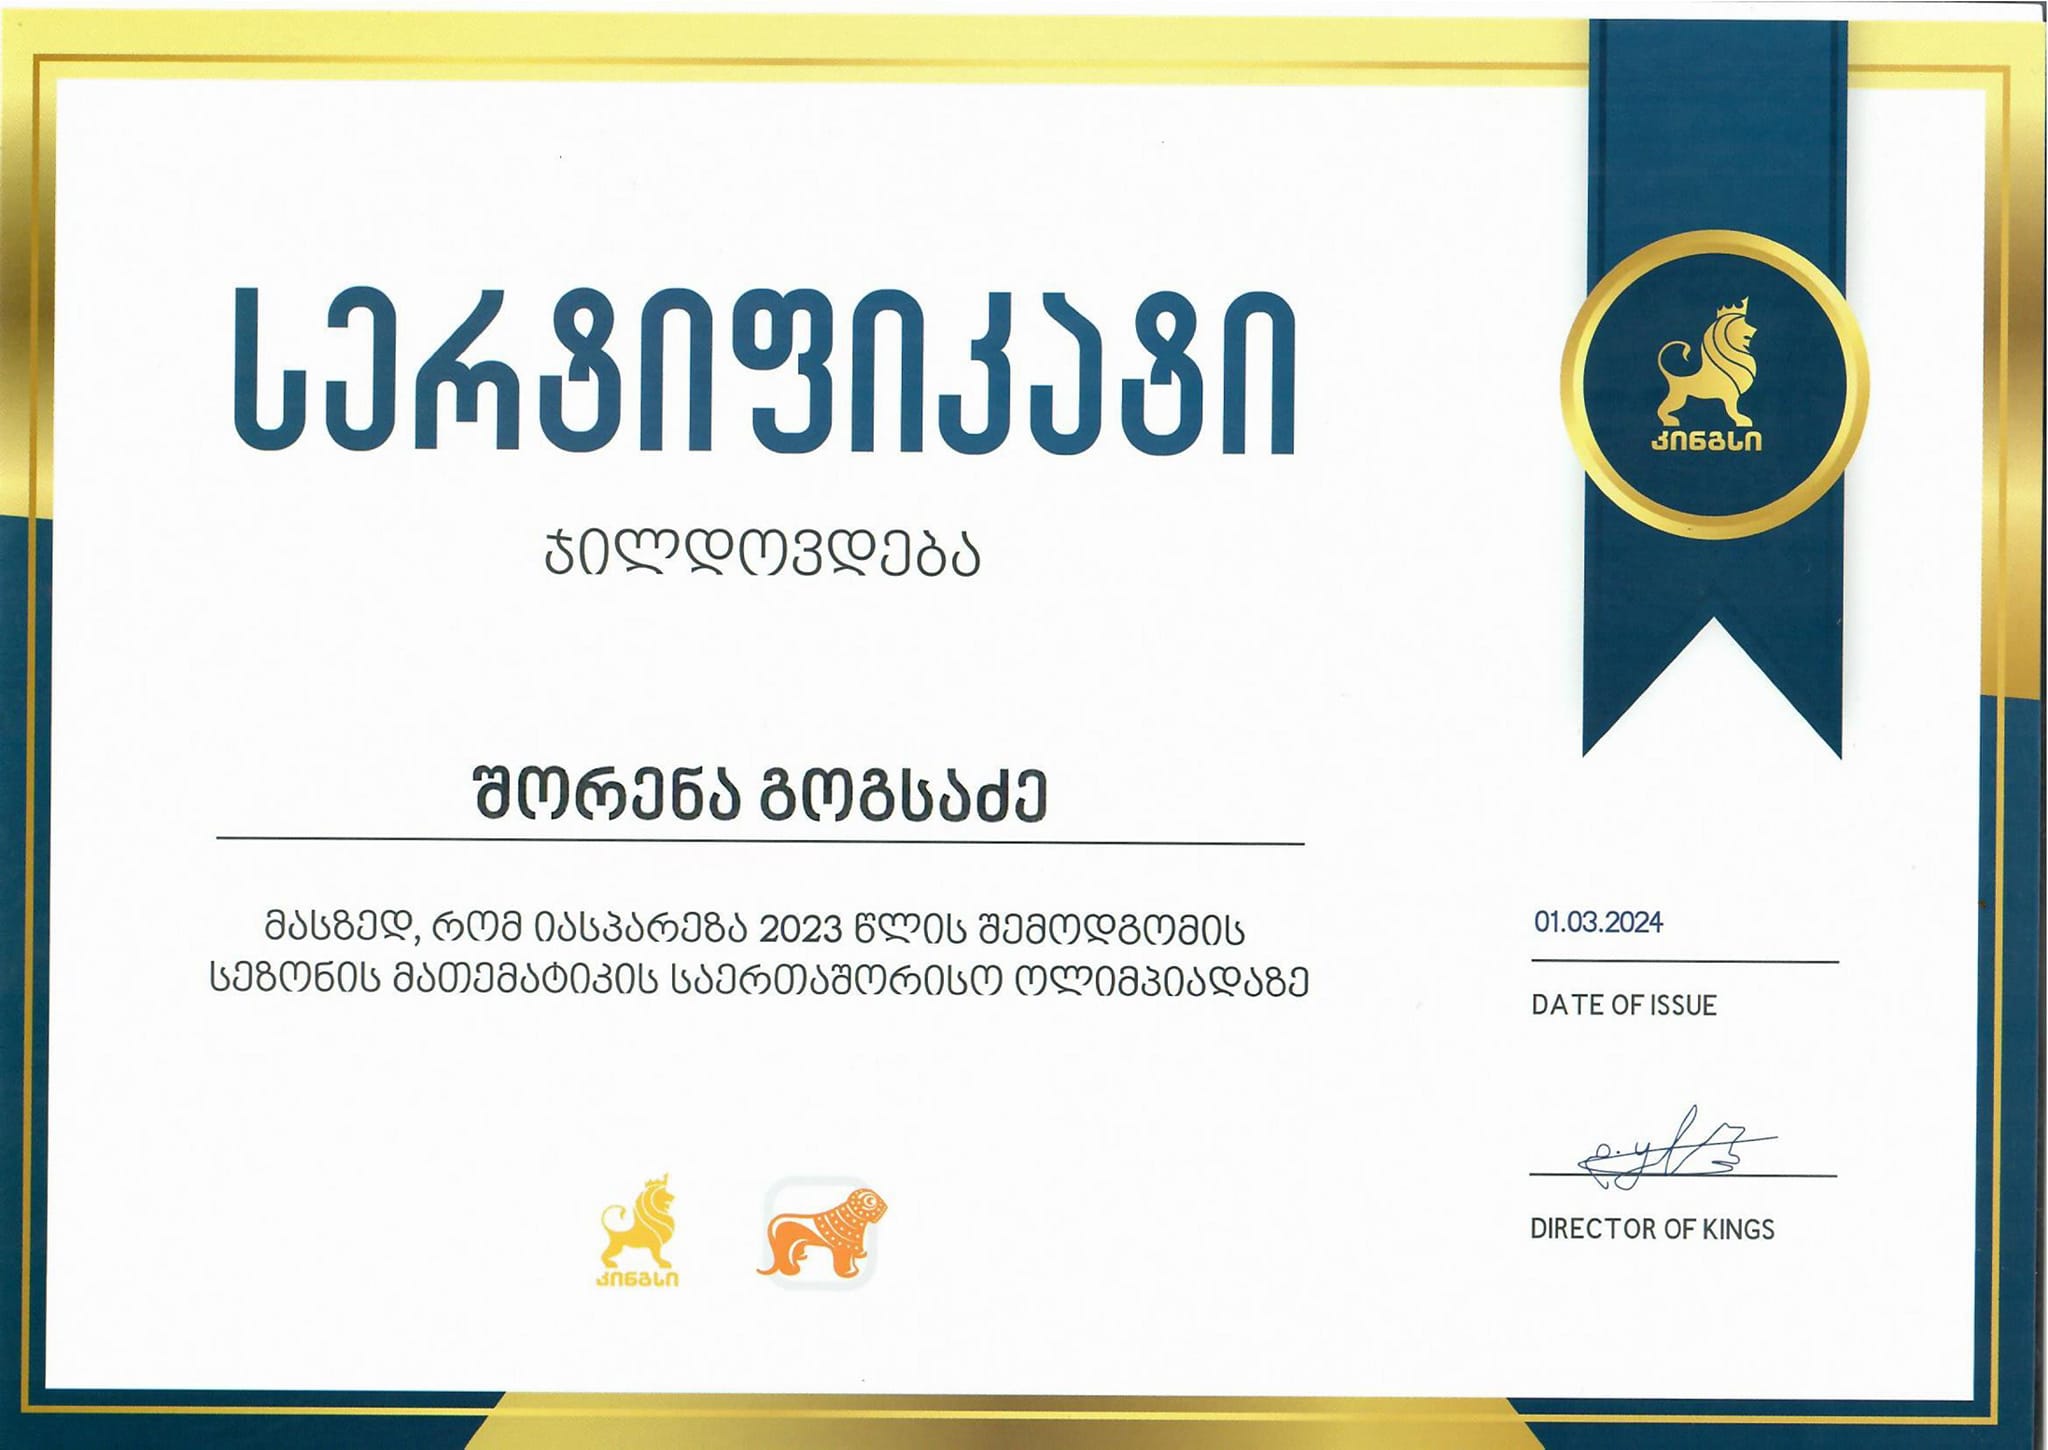 სერტიფიკატი
კინგსი
ჯილდოვდება
შორენა გოგსაძე
მასზედ, რომ იასპარეზა 2023 წლის შემოდგომის
სეზონის მათემატიკის საერთაშორისო ოლიმპიადაზე
01.03.2024
DATE OF ISSUE
DIRECTOR OF KINGS
კინგსი